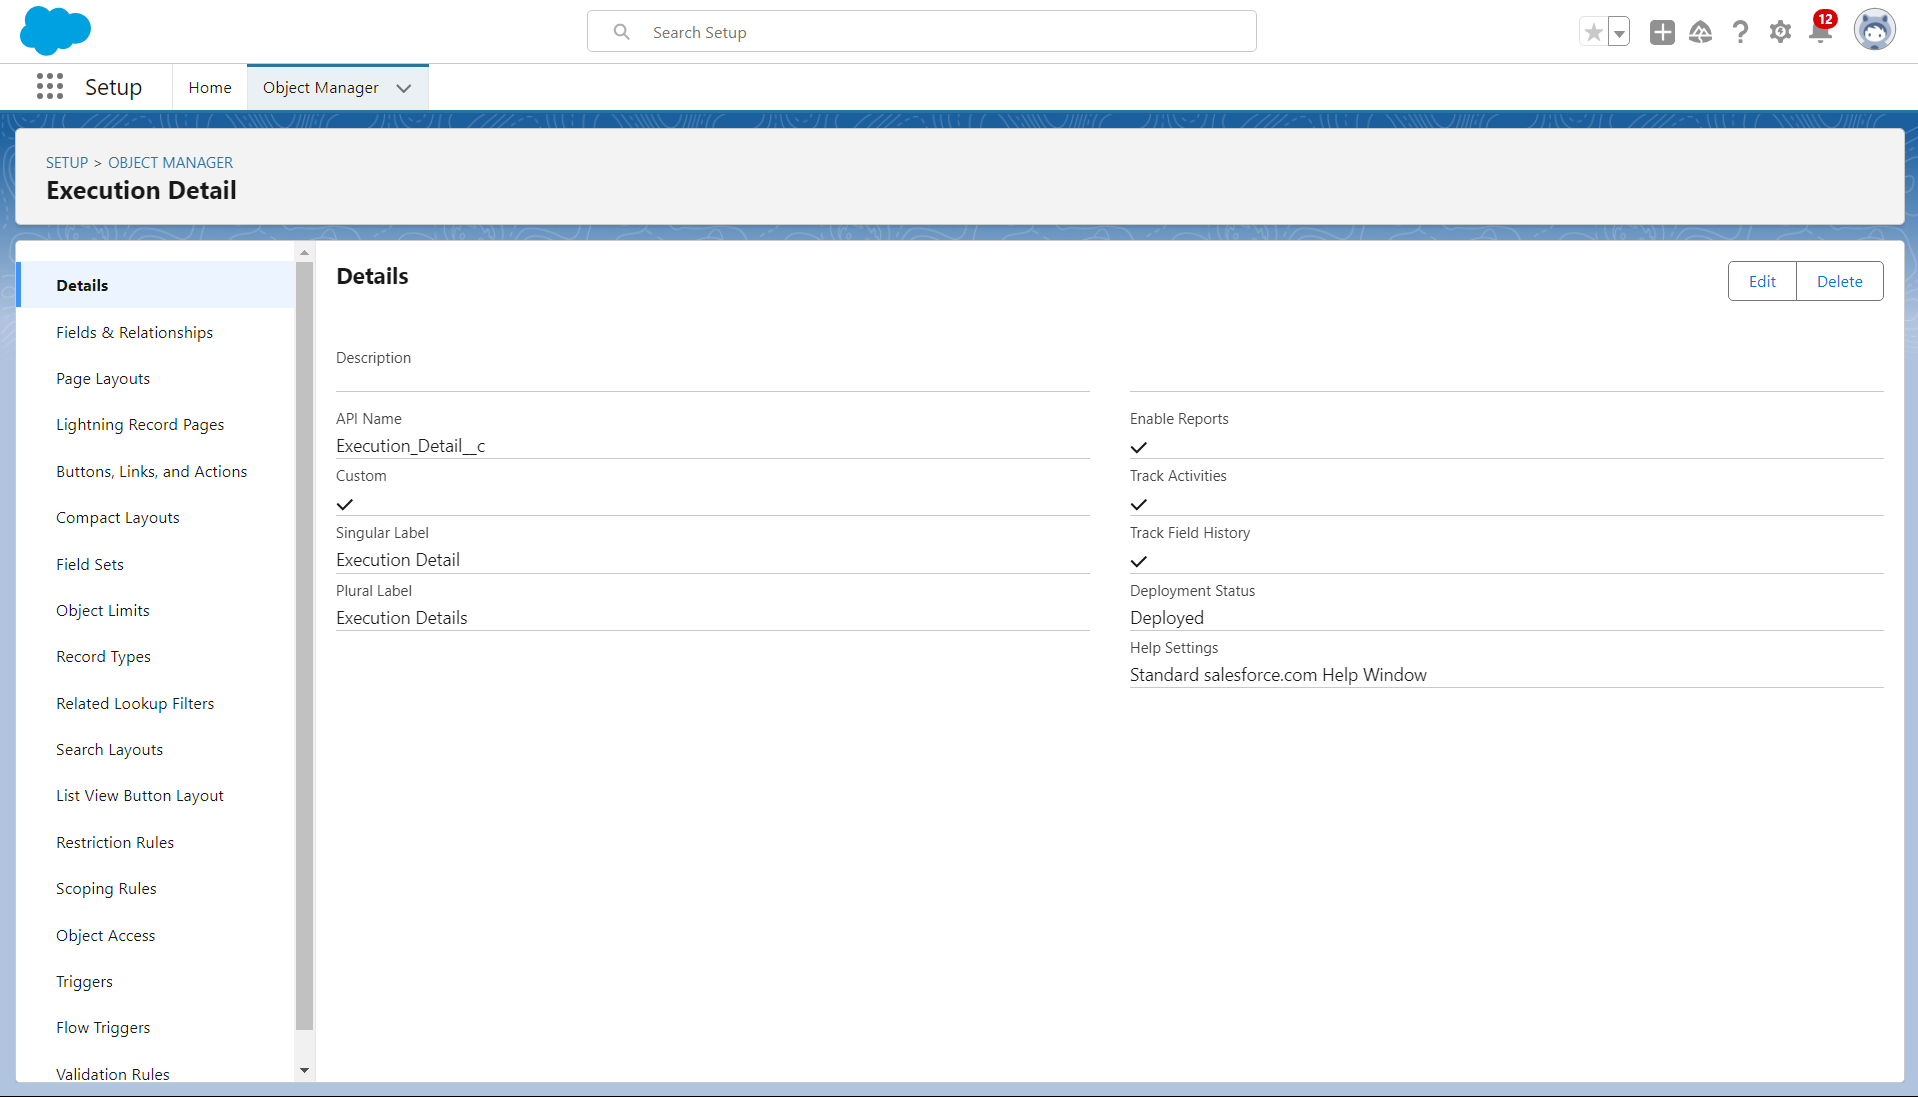 Search Setup
12
Setup
Home
Object Manager
SETUP > OBJECT MANAGER
Execution Detail
Details
Fields & Relationships
Page Layouts
Lightning Record Pages
Buttons, Links, and Actions
Compact Layouts
Field Sets
Object Limits
Record Types
Related Lookup Filters
Search Layouts
List View Button Layout
Restriction Rules
Scoping Rules
Object Access
Triggers
Flow Triggers
Validation Rules
Details
Edit
Delete
Description
API Name
Execution_Detail__c
Custom
Singular Label
Execution Detail
Plural Label
Execution Details
Enable Reports
Track Activities
Track Field History
Deployment Status
Deployed
Help Settings
Standard salesforce.com Help Window